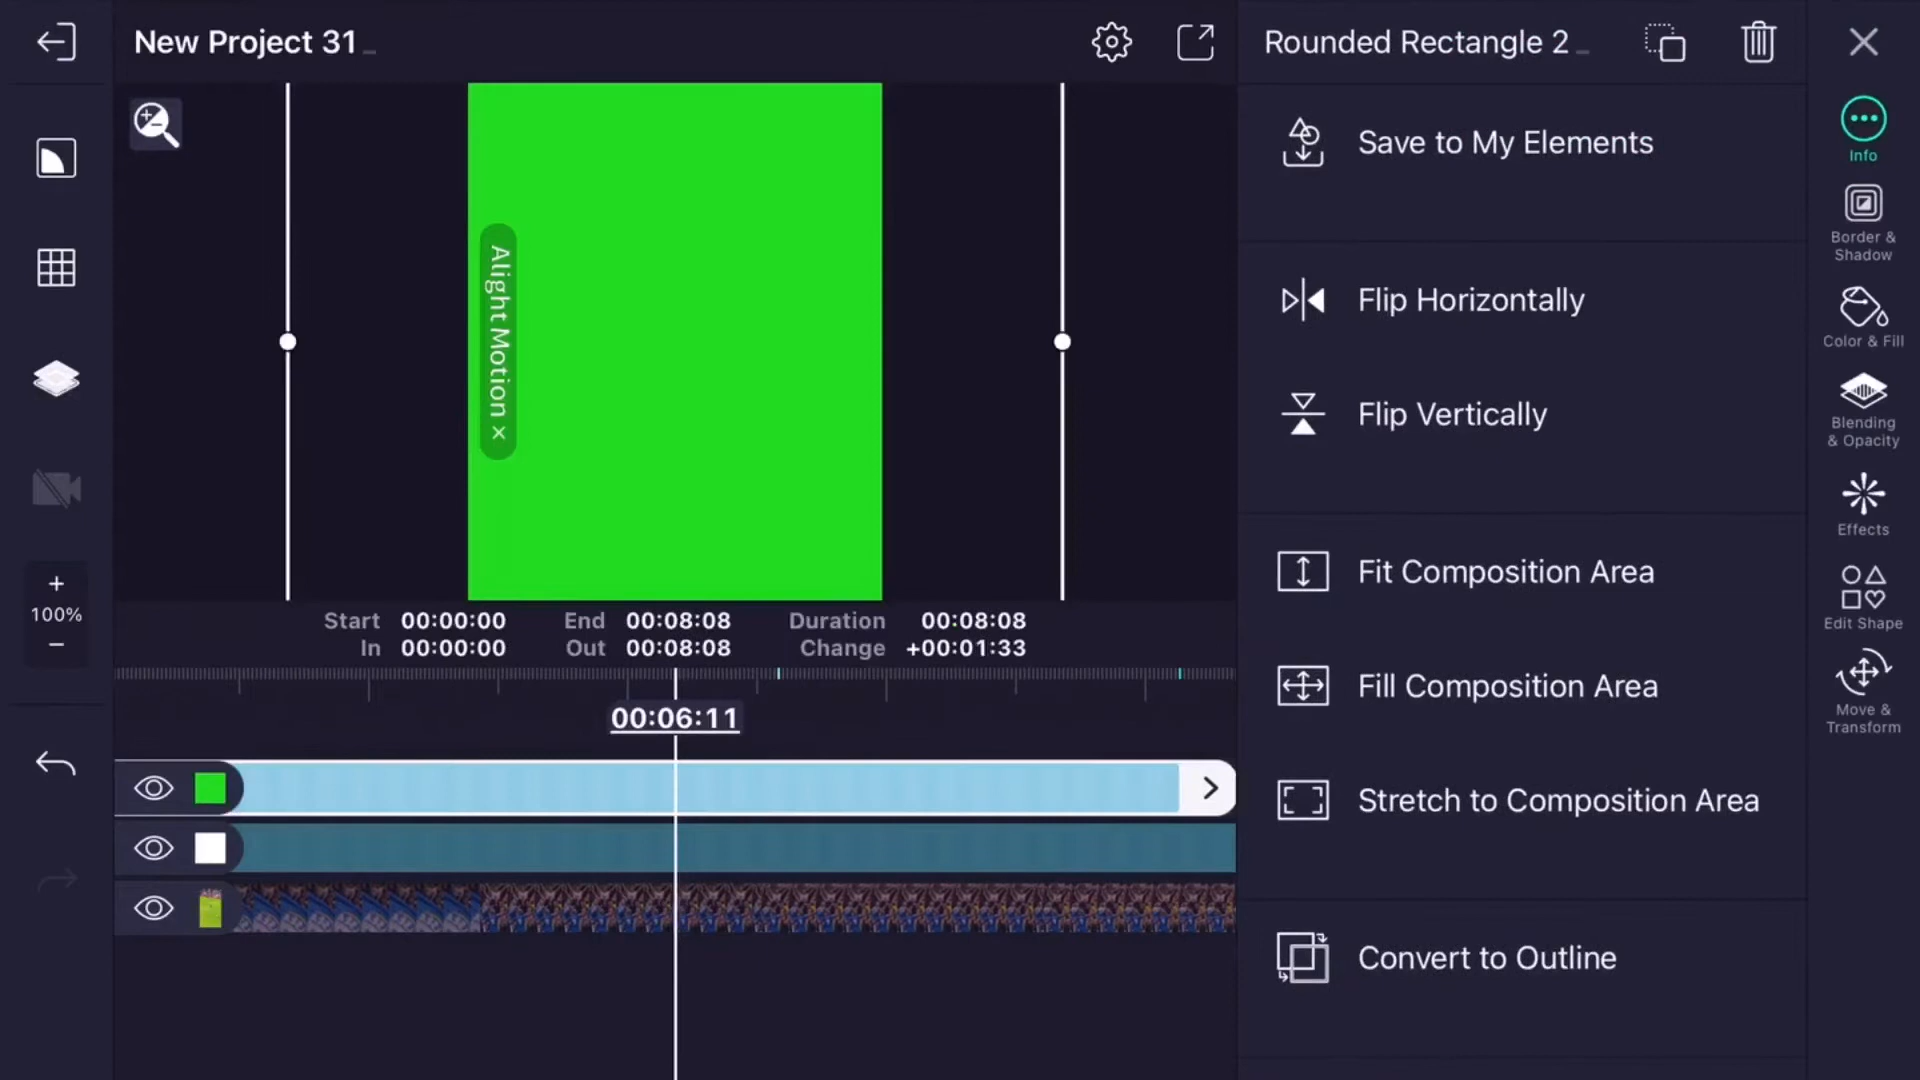 New Project 31
Rounded Rectangle 2
Save to My Elements
Info
Border &
Shadow
Flip Horizontally
Color & Fill
Alight Motion ×
Flip Vertically
Blending
& Opacity
Effects
Fit Composition Area
+
100%
−
Edit Shape
Start 00:00:00 End 00:08:08 Duration 00:08:08
In 00:00:00 Out 00:08:08 Change +00:01:33
Fill Composition Area
Move &
Transform
00:06:11
Stretch to Composition Area
Convert to Outline